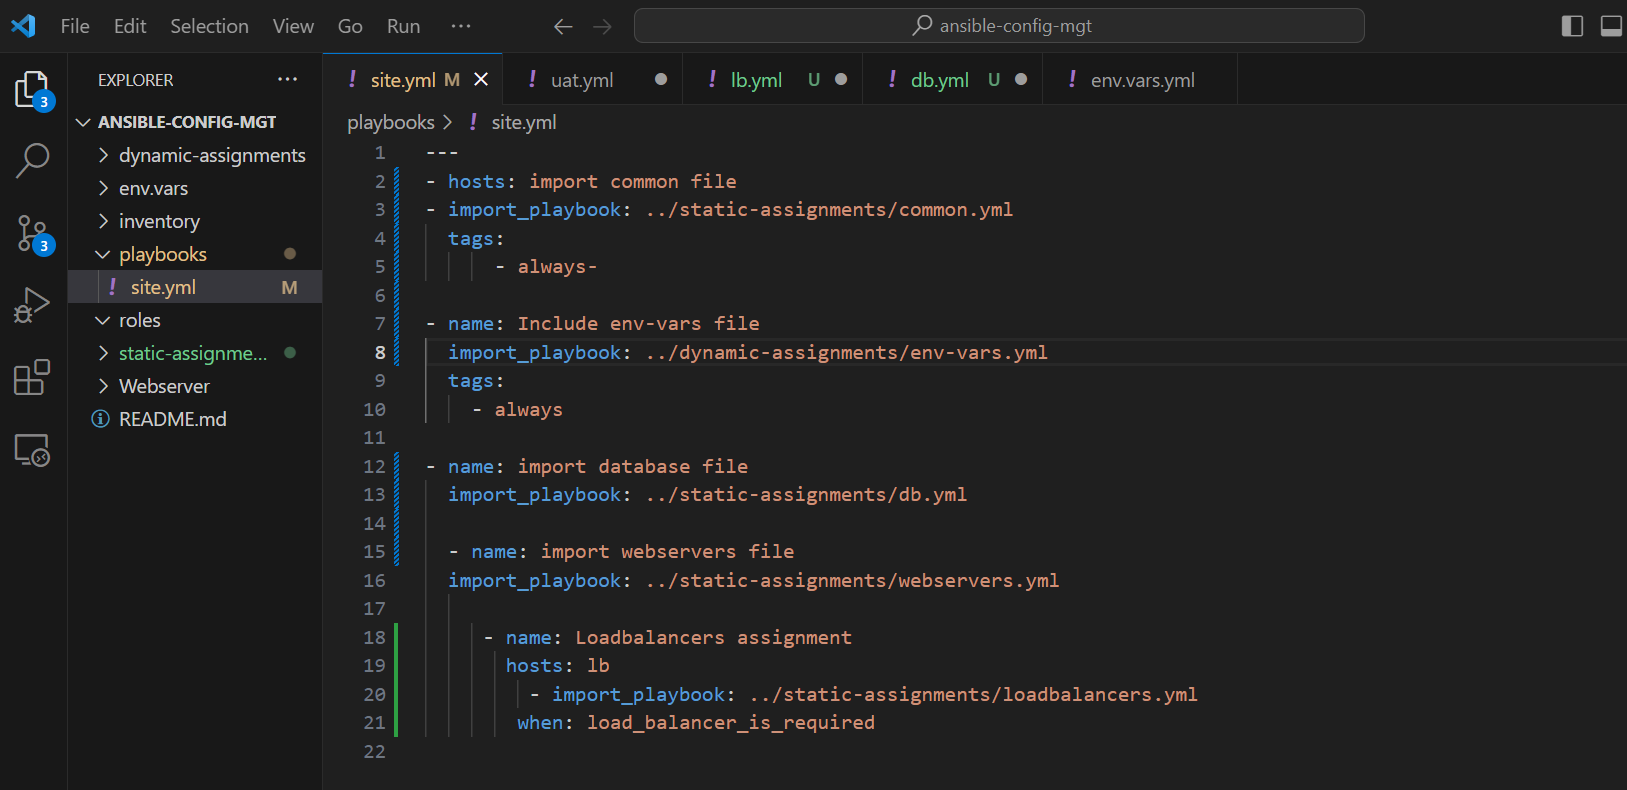 File Edit Selection View Go Run ··· ansible-config-mgt
EXPLORER ···
site.yml M uat.yml lb.yml U db.yml U env.vars.yml
ANSIBLE-CONFIG-MGT
dynamic-assignments
env.vars
inventory
playbooks
site.yml M
roles
static-assignme...
Webserver
README.md
3
3
playbooks > site.yml
1 ---
2 - hosts: import common file
3 - import_playbook: ../static-assignments/common.yml
4 tags:
5 - always-
6
7 - name: Include env-vars file
8 import_playbook: ../dynamic-assignments/env-vars.yml
9 tags:
10 - always
11
12 - name: import database file
13 import_playbook: ../static-assignments/db.yml
14
15 - name: import webservers file
16 import_playbook: ../static-assignments/webservers.yml
17
18 - name: Loadbalancers assignment
19 hosts: lb
20 - import_playbook: ../static-assignments/loadbalancers.yml
21 when: load_balancer_is_required
22